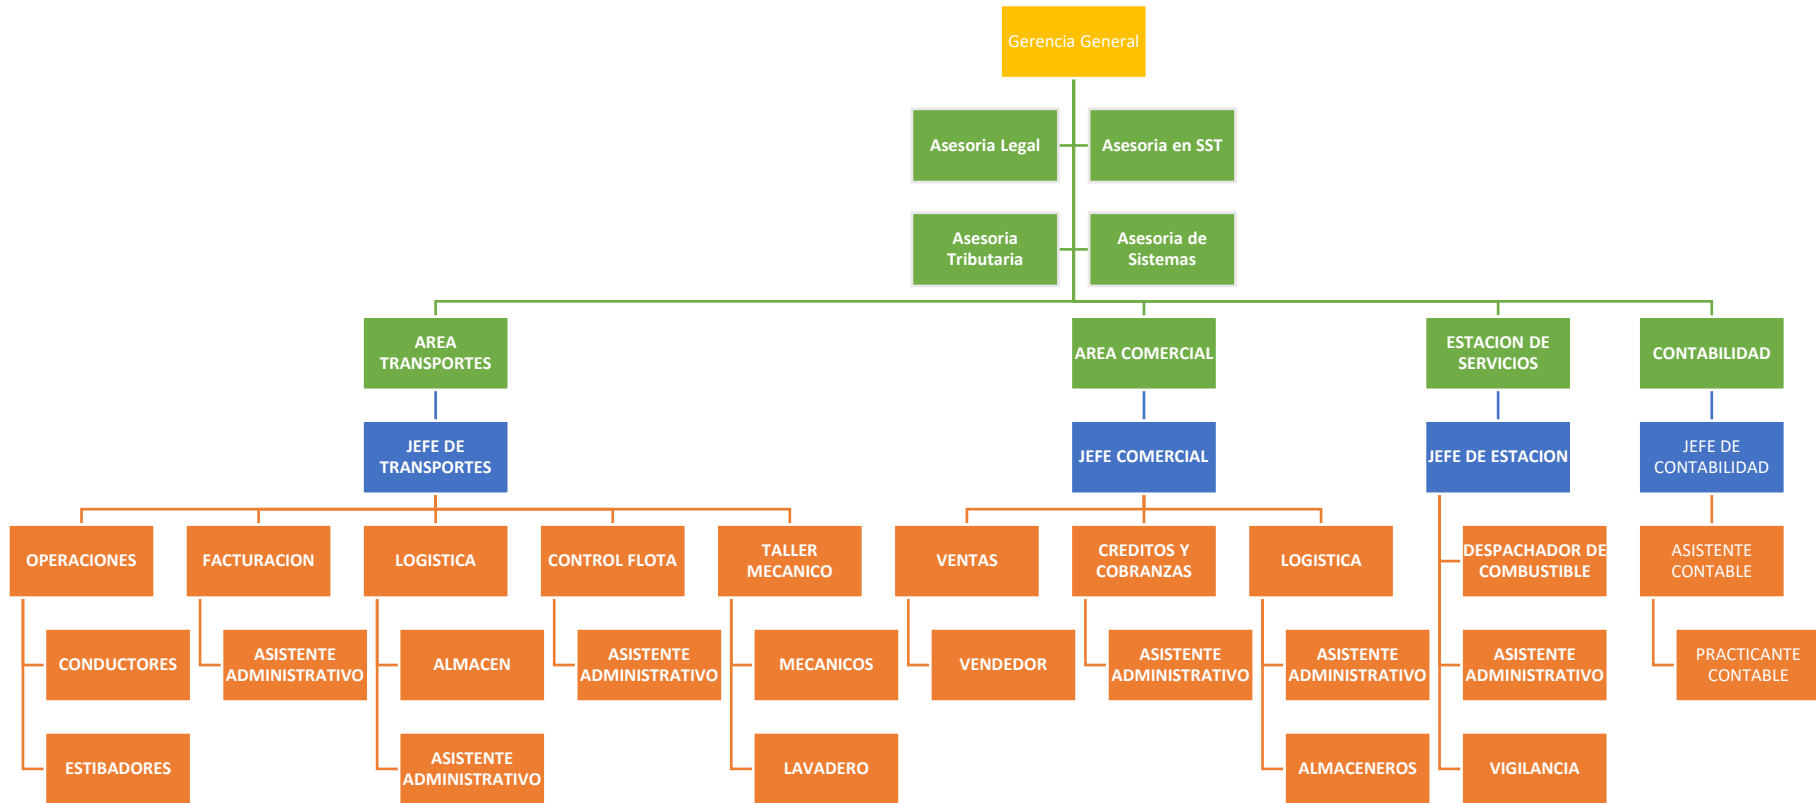 Gerencia General
Asesoria Legal
Asesoria en SST
Asesoria
Tributaria
Asesoria de
Sistemas
AREA
TRANSPORTES
AREA COMERCIAL
ESTACION DE
SERVICIOS
CONTABILIDAD
JEFE DE
TRANSPORTES
JEFE COMERCIAL
JEFE DE ESTACION
JEFE DE
CONTABILIDAD
OPERACIONES
FACTURACION
LOGISTICA
CONTROL FLOTA
TALLER
MECANICO
VENTAS
CREDITOS Y
COBRANZAS
LOGISTICA
DESPACHADOR DE
COMBUSTIBLE
ASISTENTE
CONTABLE
CONDUCTORES
ASISTENTE
ADMINISTRATIVO
ALMACEN
ASISTENTE
ADMINISTRATIVO
MECANICOS
VENDEDOR
ASISTENTE
ADMINISTRATIVO
ASISTENTE
ADMINISTRATIVO
ASISTENTE
ADMINISTRATIVO
PRACTICANTE
CONTABLE
ESTIBADORES
ASISTENTE
ADMINISTRATIVO
LAVADERO
ALMACENEROS
VIGILANCIA